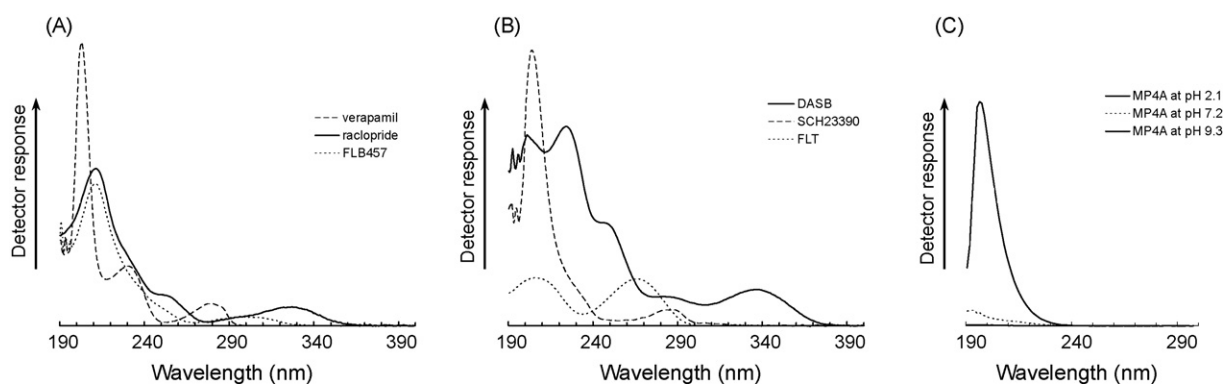 (A)
Detector response
verapamil
raclopride
FLB457
190 240 290 340 390
Wavelength (nm)
(B)
Detector response
DASB
SCH23390
FLT
190 240 290 340 390
Wavelength (nm)
(C)
Detector response
MP4A at pH 2.1
MP4A at pH 7.2
MP4A at pH 9.3
190 240 290
Wavelength (nm)